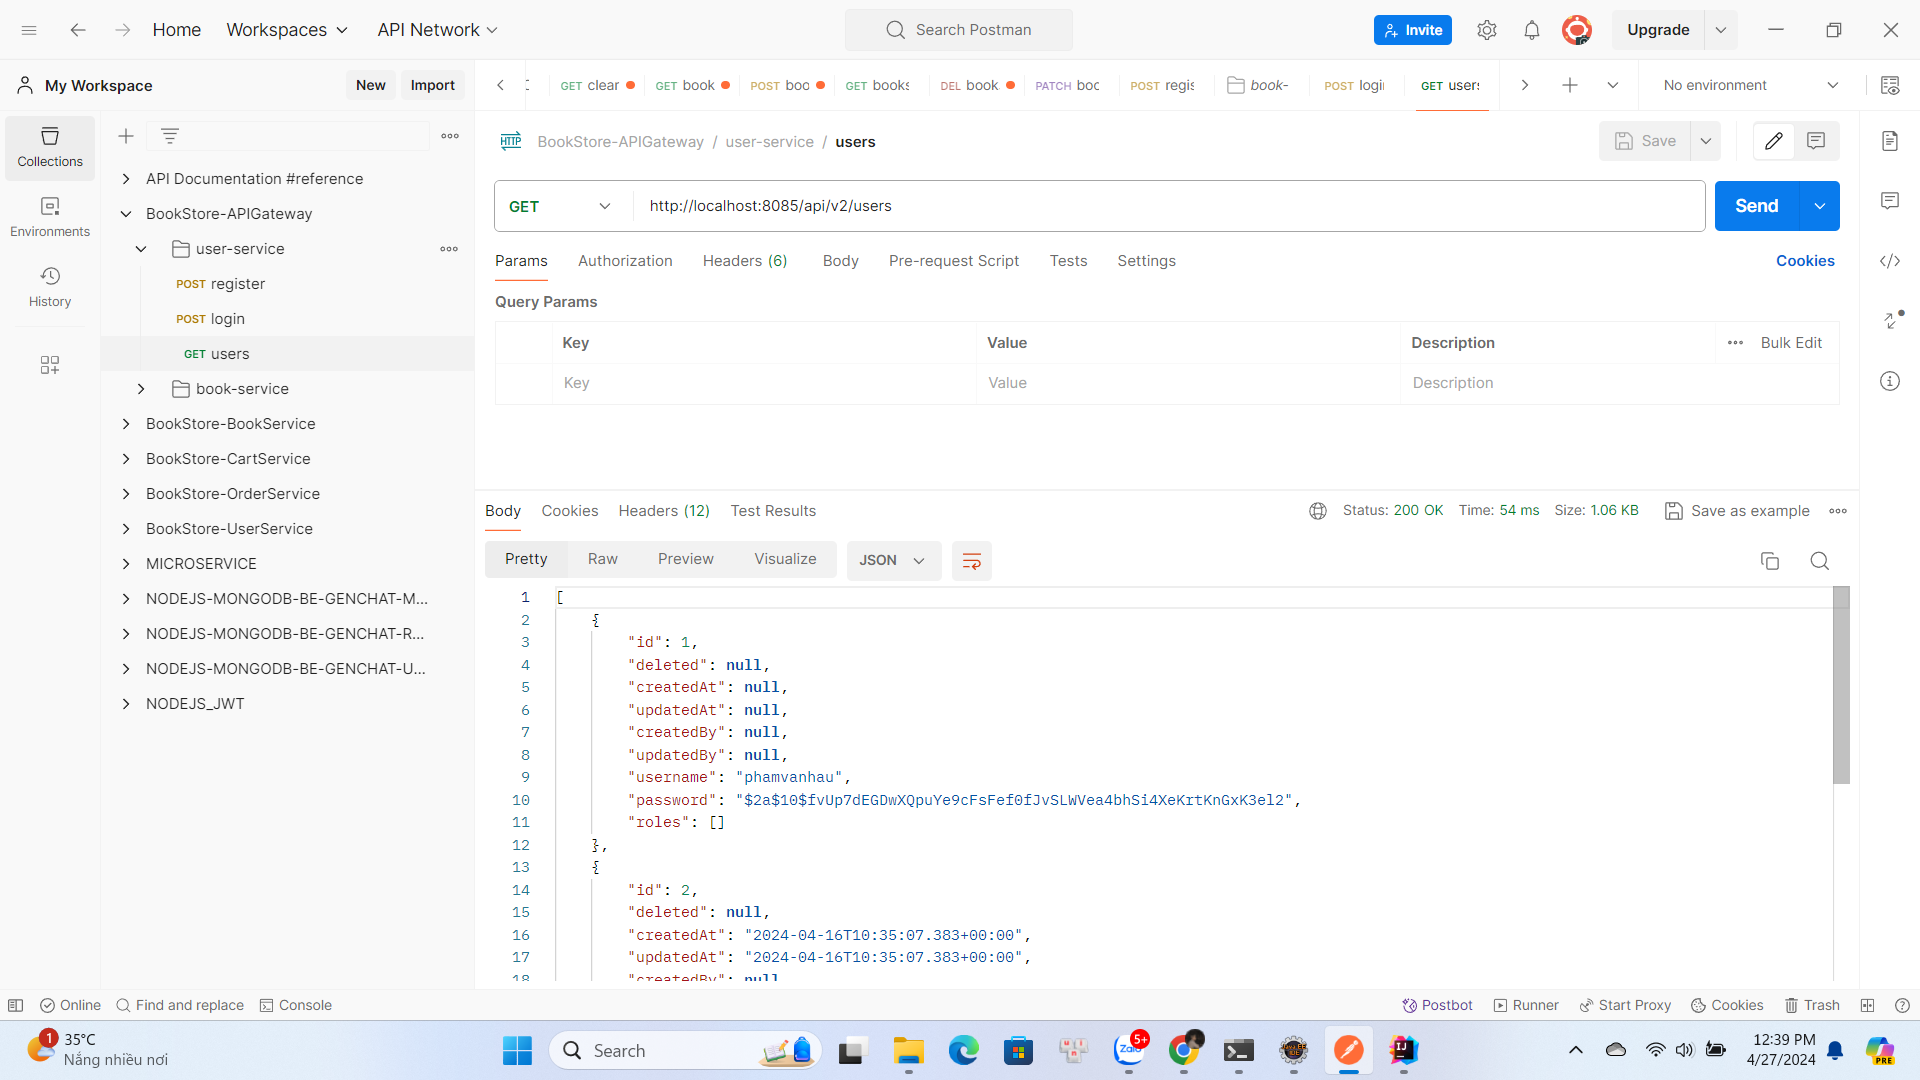 Home
Workspaces
API Network
Search Postman
Invite
Upgrade
My Workspace
New
Import
GET clear
GET book
POST boo
GET books
DEL book
PATCH boo
POST regis
book-
POST logi
GET users
No environment
Collections
Environments
History
API Documentation #reference
BookStore-APIGateway
user-service
POST register
POST login
GET users
book-service
BookStore-BookService
BookStore-CartService
BookStore-OrderService
BookStore-UserService
MICROSERVICE
NODEJS-MONGODB-BE-GENCHAT-M...
NODEJS-MONGODB-BE-GENCHAT-R...
NODEJS-MONGODB-BE-GENCHAT-U...
NODEJS_JWT
HTTP
BookStore-APIGateway / user-service / users
Save
GET
http://localhost:8085/api/v2/users
Send
Params
Authorization
Headers (6)
Body
Pre-request Script
Tests
Settings
Cookies
Query Params
Key
Value
Description
Bulk Edit
Key
Value
Description
Body
Cookies
Headers (12)
Test Results
Status: 200 OK
Time: 54 ms
Size: 1.06 KB
Save as example
Pretty
Raw
Preview
Visualize
JSON
1 [
2 {
3 "id": 1,
4 "deleted": null,
5 "createdAt": null,
6 "updatedAt": null,
7 "createdBy": null,
8 "updatedBy": null,
9 "username": "phamvanhau",
10 "password": "$2a$10$fvUp7dEGDwXQpuYe9cFsFef0fJvSLWVea4bhSi4XeKrtKnGxK3el2",
11 "roles": []
12 },
13 {
14 "id": 2,
15 "deleted": null,
16 "createdAt": "2024-04-16T10:35:07.383+00:00",
17 "updatedAt": "2024-04-16T10:35:07.383+00:00",
18 "createdBy": null
Online
Find and replace
Console
Postbot
Runner
Start Proxy
Cookies
Trash
1
35°C
Nắng nhiều nơi
Search
Zalo
5+
IJ
12:39 PM
4/27/2024
PRE